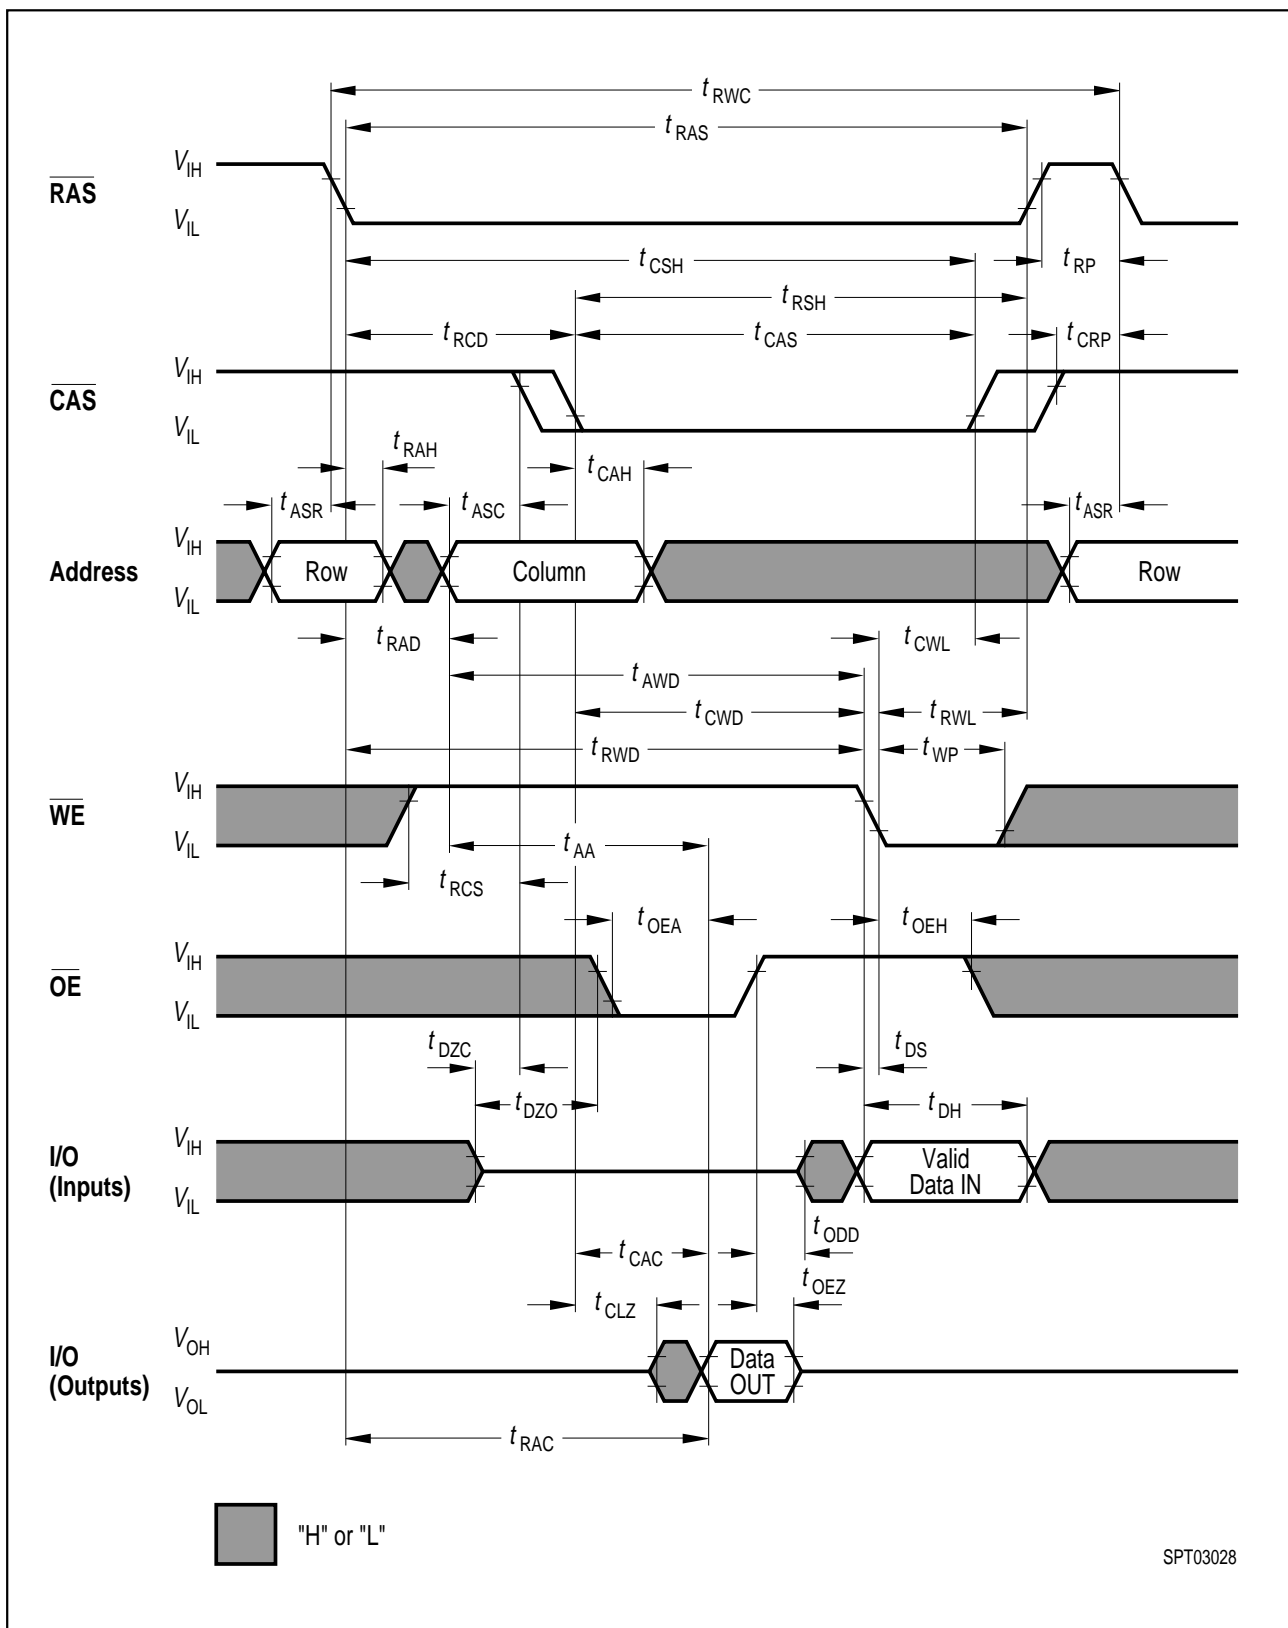 t RWC
t RAS
RAS
V IH
V IL
t CSH
t RP
t RSH
t RCD
t CAS
t CRP
CAS
V IH
V IL
t RAH
t CAH
t ASR
t ASC
t ASR
Address
V IH
V IL
Row
Column
Row
t RAD
t CWL
t AWD
t CWD
t RWL
t RWD
t WP
WE
V IH
V IL
t AA
t RCS
t OEA
t OEH
OE
V IH
V IL
t DZC
t DS
t DZO
t DH
I/O
(Inputs)
V IH
V IL
Valid
Data IN
t ODD
t CAC
t OEZ
t CLZ
I/O
(Outputs)
V OH
V OL
Data
OUT
t RAC
"H" or "L"
SPT03028